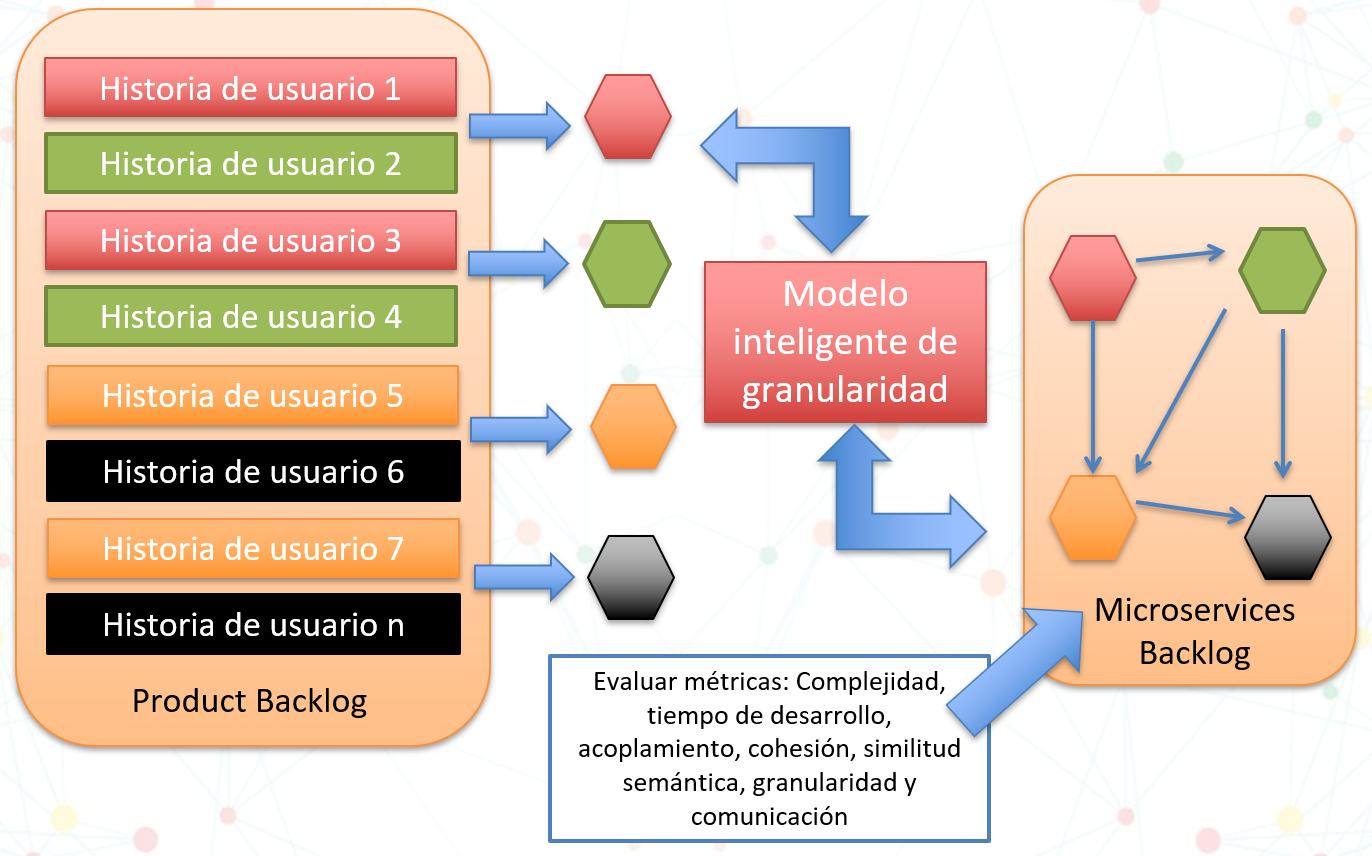 Historia de usuario 1
Historia de usuario 2
Historia de usuario 3
Historia de usuario 4
Historia de usuario 5
Historia de usuario 6
Historia de usuario 7
Historia de usuario n
Product Backlog
Modelo
inteligente de
granularidad
Microservices
Backlog
Evaluar métricas: Complejidad,
tiempo de desarrollo,
acoplamiento, cohesión, similitud
semántica, granularidad y
comunicación